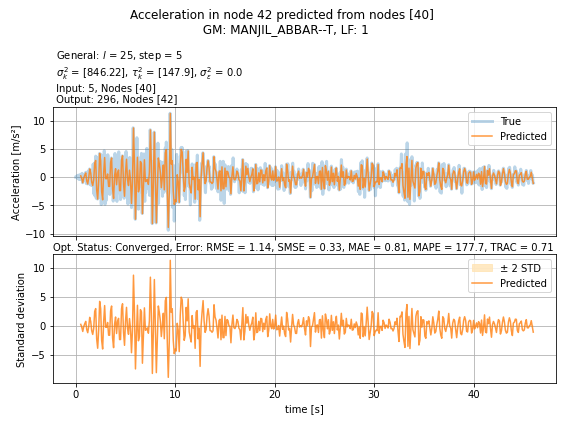 Acceleration in node 42 predicted from nodes [40]
GM: MANJIL_ABBAR--T, LF: 1
General: l = 25, step = 5
σ²ₖ = [846.22], τ²ₖ = [147.9], σ²ε = 0.0
Input: 5, Nodes [40]
Output: 296, Nodes [42]
Acceleration [m/s²]
10
5
0
−5
−10
True
Predicted
Opt. Status: Converged, Error: RMSE = 1.14, SMSE = 0.33, MAE = 0.81, MAPE = 177.7, TRAC = 0.71
Standard deviation
10
5
0
−5
± 2 STD
Predicted
0 10 20 30 40
time [s]